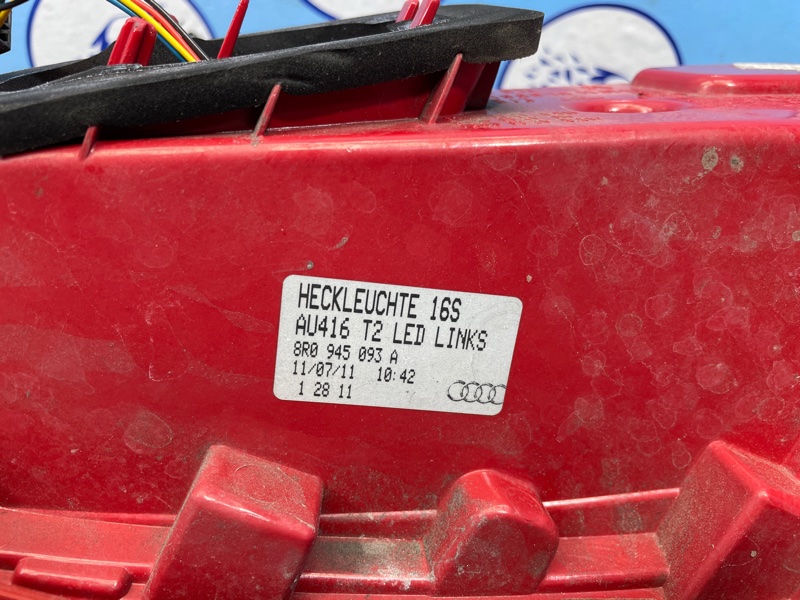 HECKLEUCHTE 16S
AU416 T2 LED LINKS
8R0 945 093 A
11/07/11 10:42
1 28 11